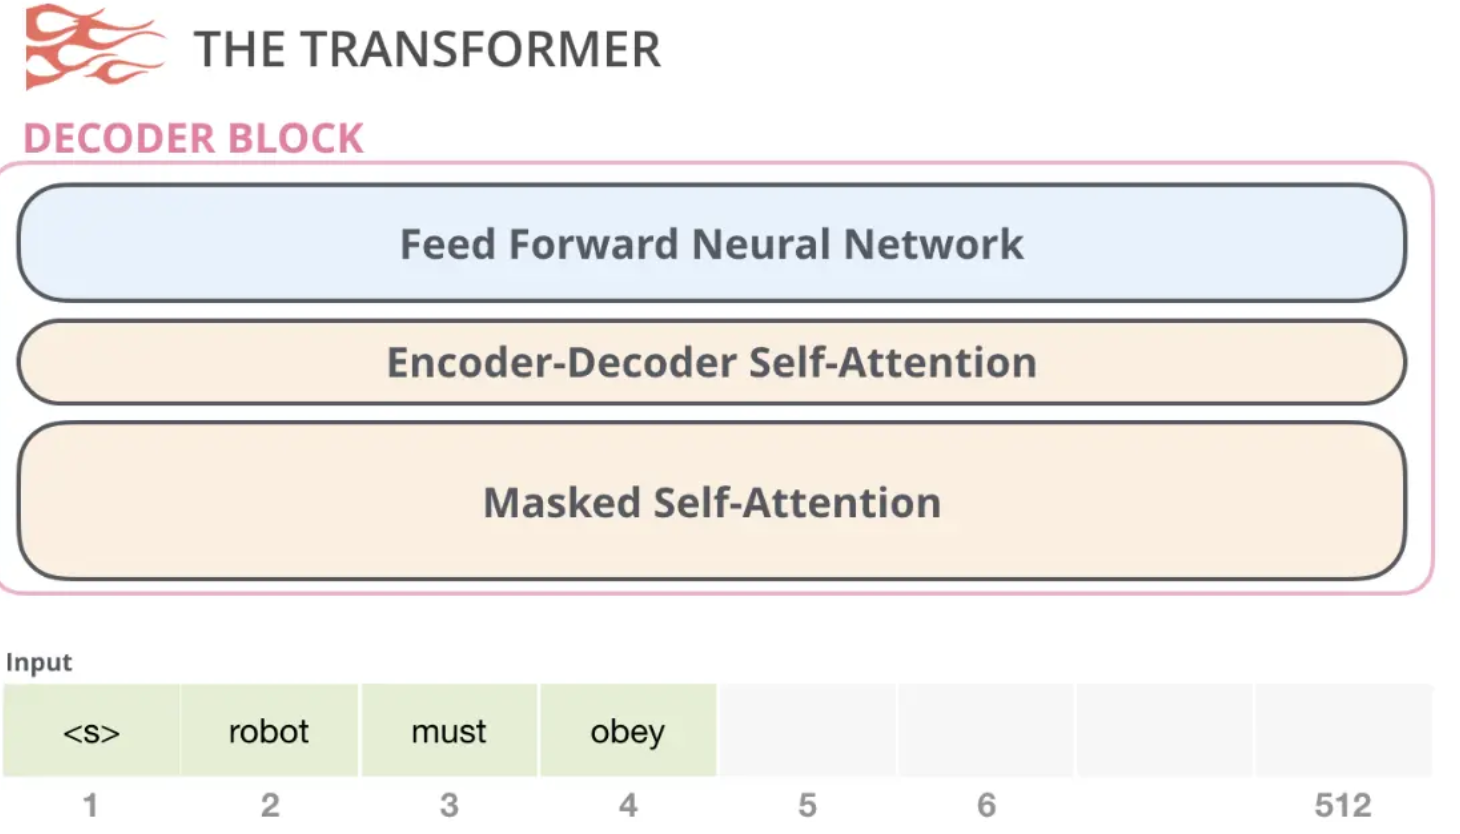 THE TRANSFORMER
DECODER BLOCK
Feed Forward Neural Network
Encoder-Decoder Self-Attention
Masked Self-Attention
Input
<s> robot must obey
1 2 3 4 5 6 512